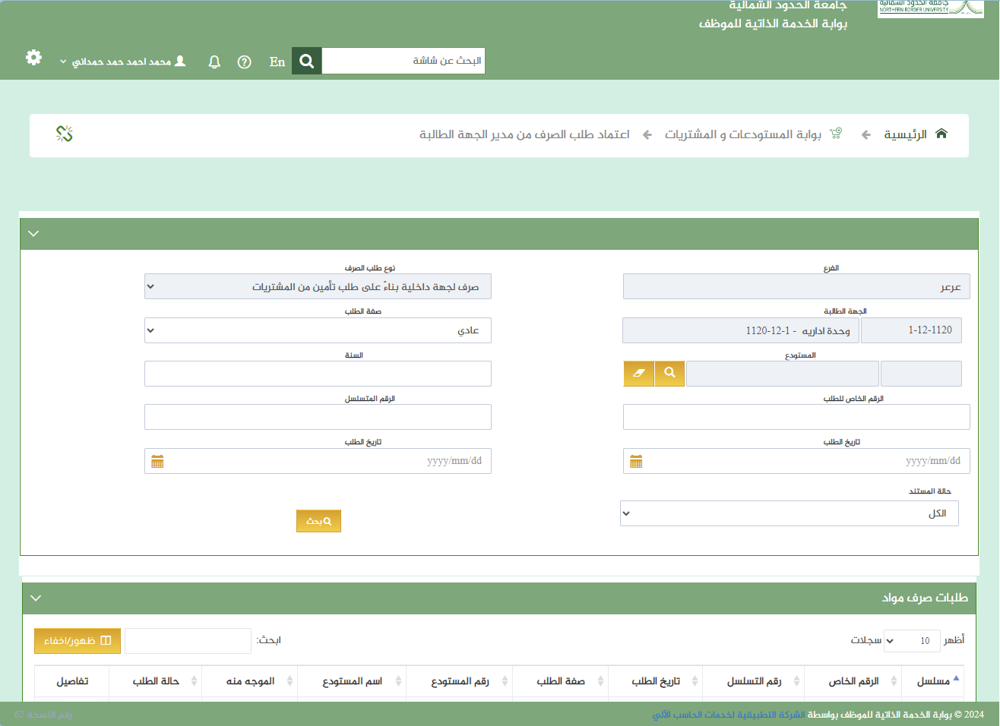 جامعة الحدود الشمالية
جامعة الحدود الشمالية
NORTHERN BORDER UNIVERSITY
بوابة الخدمة الذاتية للموظف
البحث عن شاشة
En
محمد احمد حمد حمداني
الرئيسية
بوابة المستودعات و المشتريات
اعتماد طلب الصرف من مدير الجهة الطالبة
الفرع
نوع طلب الصرف
عرعر
صرف لجهة داخلية بناءً على طلب تأمين من المشتريات
الجهة الطالبة
صفة الطلب
1-12-1120
وحدة اداريه - 1-12-1120
عادي
المستودع
السنة
الرقم الخاص للطلب
الرقم المتسلسل
تاريخ الطلب
تاريخ الطلب
yyyy/mm/dd
yyyy/mm/dd
حالة المستند
الكل
بحث
طلبات صرف مواد
أظهر 10 سجلات
ابحث:
ظهور/اخفاء
مسلسل
الرقم الخاص
رقم التسلسل
تاريخ الطلب
صفة الطلب
رقم المستودع
اسم المستودع
الموجه منه
حالة الطلب
تفاصيل
2024 © بوابة الخدمة الذاتية للموظف بواسطة الشركة التطبيقية لخدمات الحاسب الآلي
رقم النسخة 62